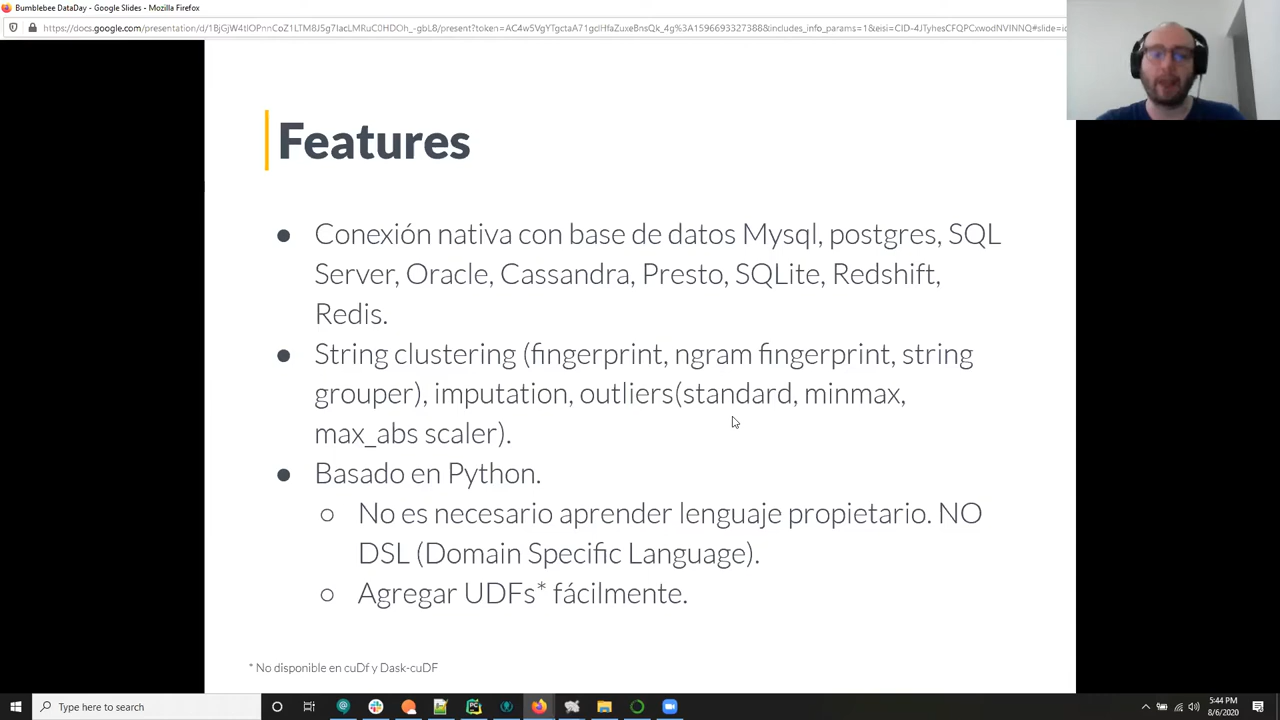 Bumblebee DataDay - Google Slides - Mozilla Firefox
Features
● Conexión nativa con base de datos Mysql, postgres, SQL
Server, Oracle, Cassandra, Presto, SQLite, Redshift,
Redis.
● String clustering (fingerprint, ngram fingerprint, string
grouper), imputation, outliers(standard, minmax,
max_abs scaler).
● Basado en Python.
○ No es necesario aprender lenguaje propietario. NO
DSL (Domain Specific Language).
○ Agregar UDFs* fácilmente.
* No disponible en cuDf y Dask-cuDF
Type here to search
5:44 PM
8/6/2020